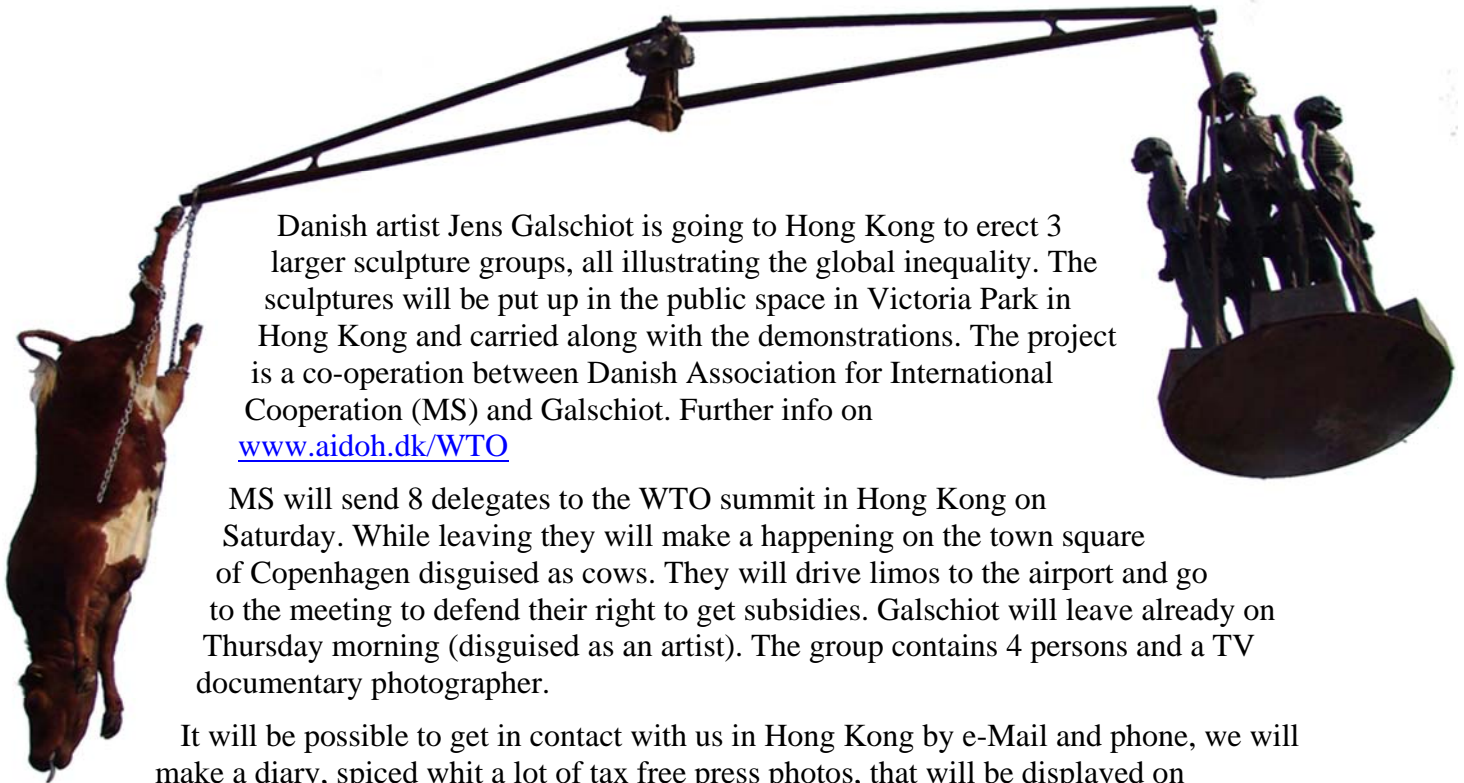 Danish artist Jens Galschiot is going to Hong Kong to erect 3
larger sculpture groups, all illustrating the global inequality. The
sculptures will be put up in the public space in Victoria Park in
Hong Kong and carried along with the demonstrations. The project
is a co-operation between Danish Association for International
Cooperation (MS) and Galschiot. Further info on
www.aidoh.dk/WTO
MS will send 8 delegates to the WTO summit in Hong Kong on
Saturday. While leaving they will make a happening on the town square
of Copenhagen disguised as cows. They will drive limos to the airport and go
to the meeting to defend their right to get subsidies. Galschiot will leave already on
Thursday morning (disguised as an artist). The group contains 4 persons and a TV
documentary photographer.
It will be possible to get in contact with us in Hong Kong by e-Mail and phone, we will
make a diary, spiced whit a lot of tax free press photos, that will be displayed on